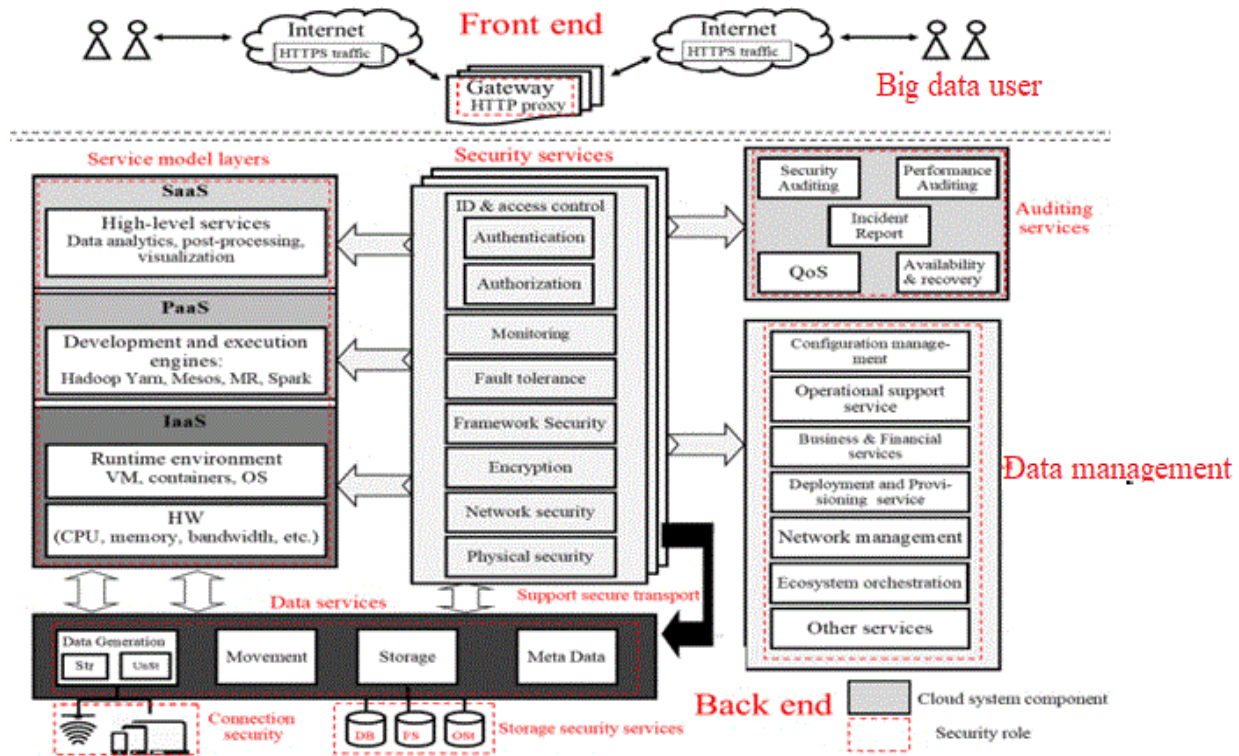 Front end
Internet
HTTPS traffic
Internet
HTTPS traffic
Gateway
HTTP proxy
Big data user
Service model layers
SaaS
High-level services
Data analytics, post-processing,
visualization
PaaS
Development and execution
engines:
Hadoop Yarn, Mesos, MR, Spark
IaaS
Runtime environment
VM, containers, OS
HW
(CPU, memory, bandwidth, etc.)
Security services
ID & access control
Authentication
Authorization
Monitoring
Fault tolerance
Framework Security
Encryption
Network security
Physical security
Support secure transport
Security
Auditing
Performance
Auditing
Incident
Report
QoS
Availability
& recovery
Auditing
services
Configuration manage-
ment
Operational support
service
Business & Financial
services
Deployment and Provi-
sioning service
Network management
Ecosystem orchestration
Other services
Data management
Data services
Data Generation
Str
UnSt
Movement
Storage
Meta Data
Connection
security
DB
FS
OSt
Storage security services
Back end
Cloud system component
Security role